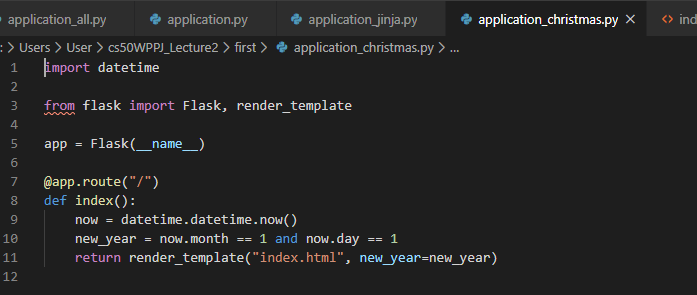 application_all.py application.py application_jinja.py application_christmas.py ind
: > Users > User > cs50WPPJ_Lecture2 > first > application_christmas.py > ...
1 import datetime
2
3 from flask import Flask, render_template
4
5 app = Flask(__name__)
6
7 @app.route("/")
8 def index():
9     now = datetime.datetime.now()
10     new_year = now.month == 1 and now.day == 1
11     return render_template("index.html", new_year=new_year)
12